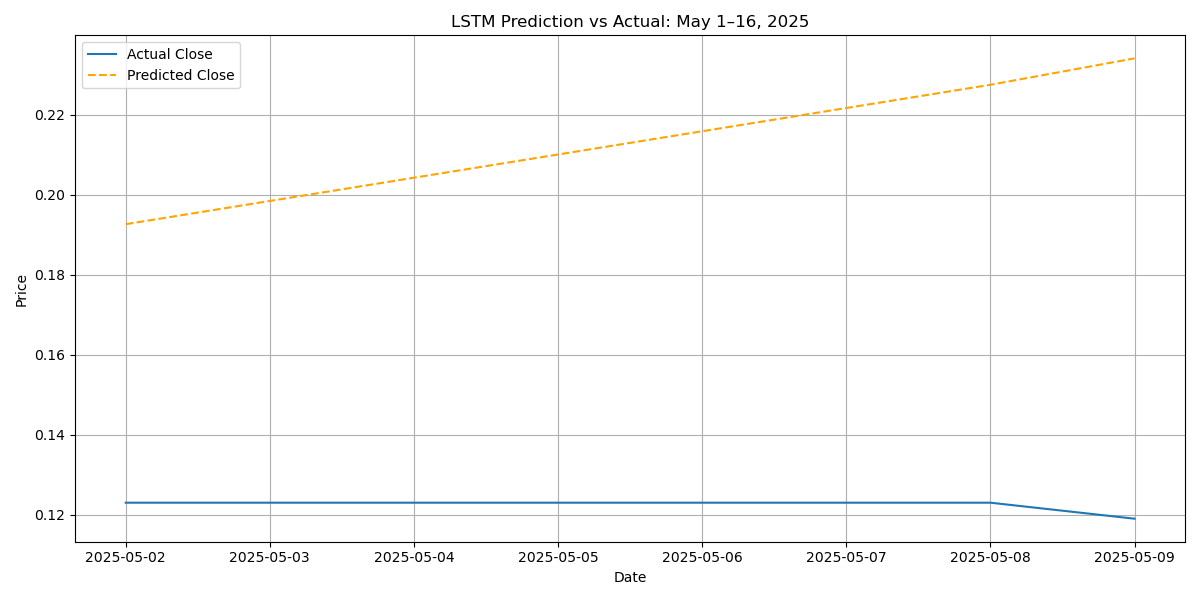 LSTM Prediction vs Actual: May 1–16, 2025
Actual Close
Predicted Close
Price
0.22
0.20
0.18
0.16
0.14
0.12
2025-05-02 2025-05-03 2025-05-04 2025-05-05 2025-05-06 2025-05-07 2025-05-08 2025-05-09
Date